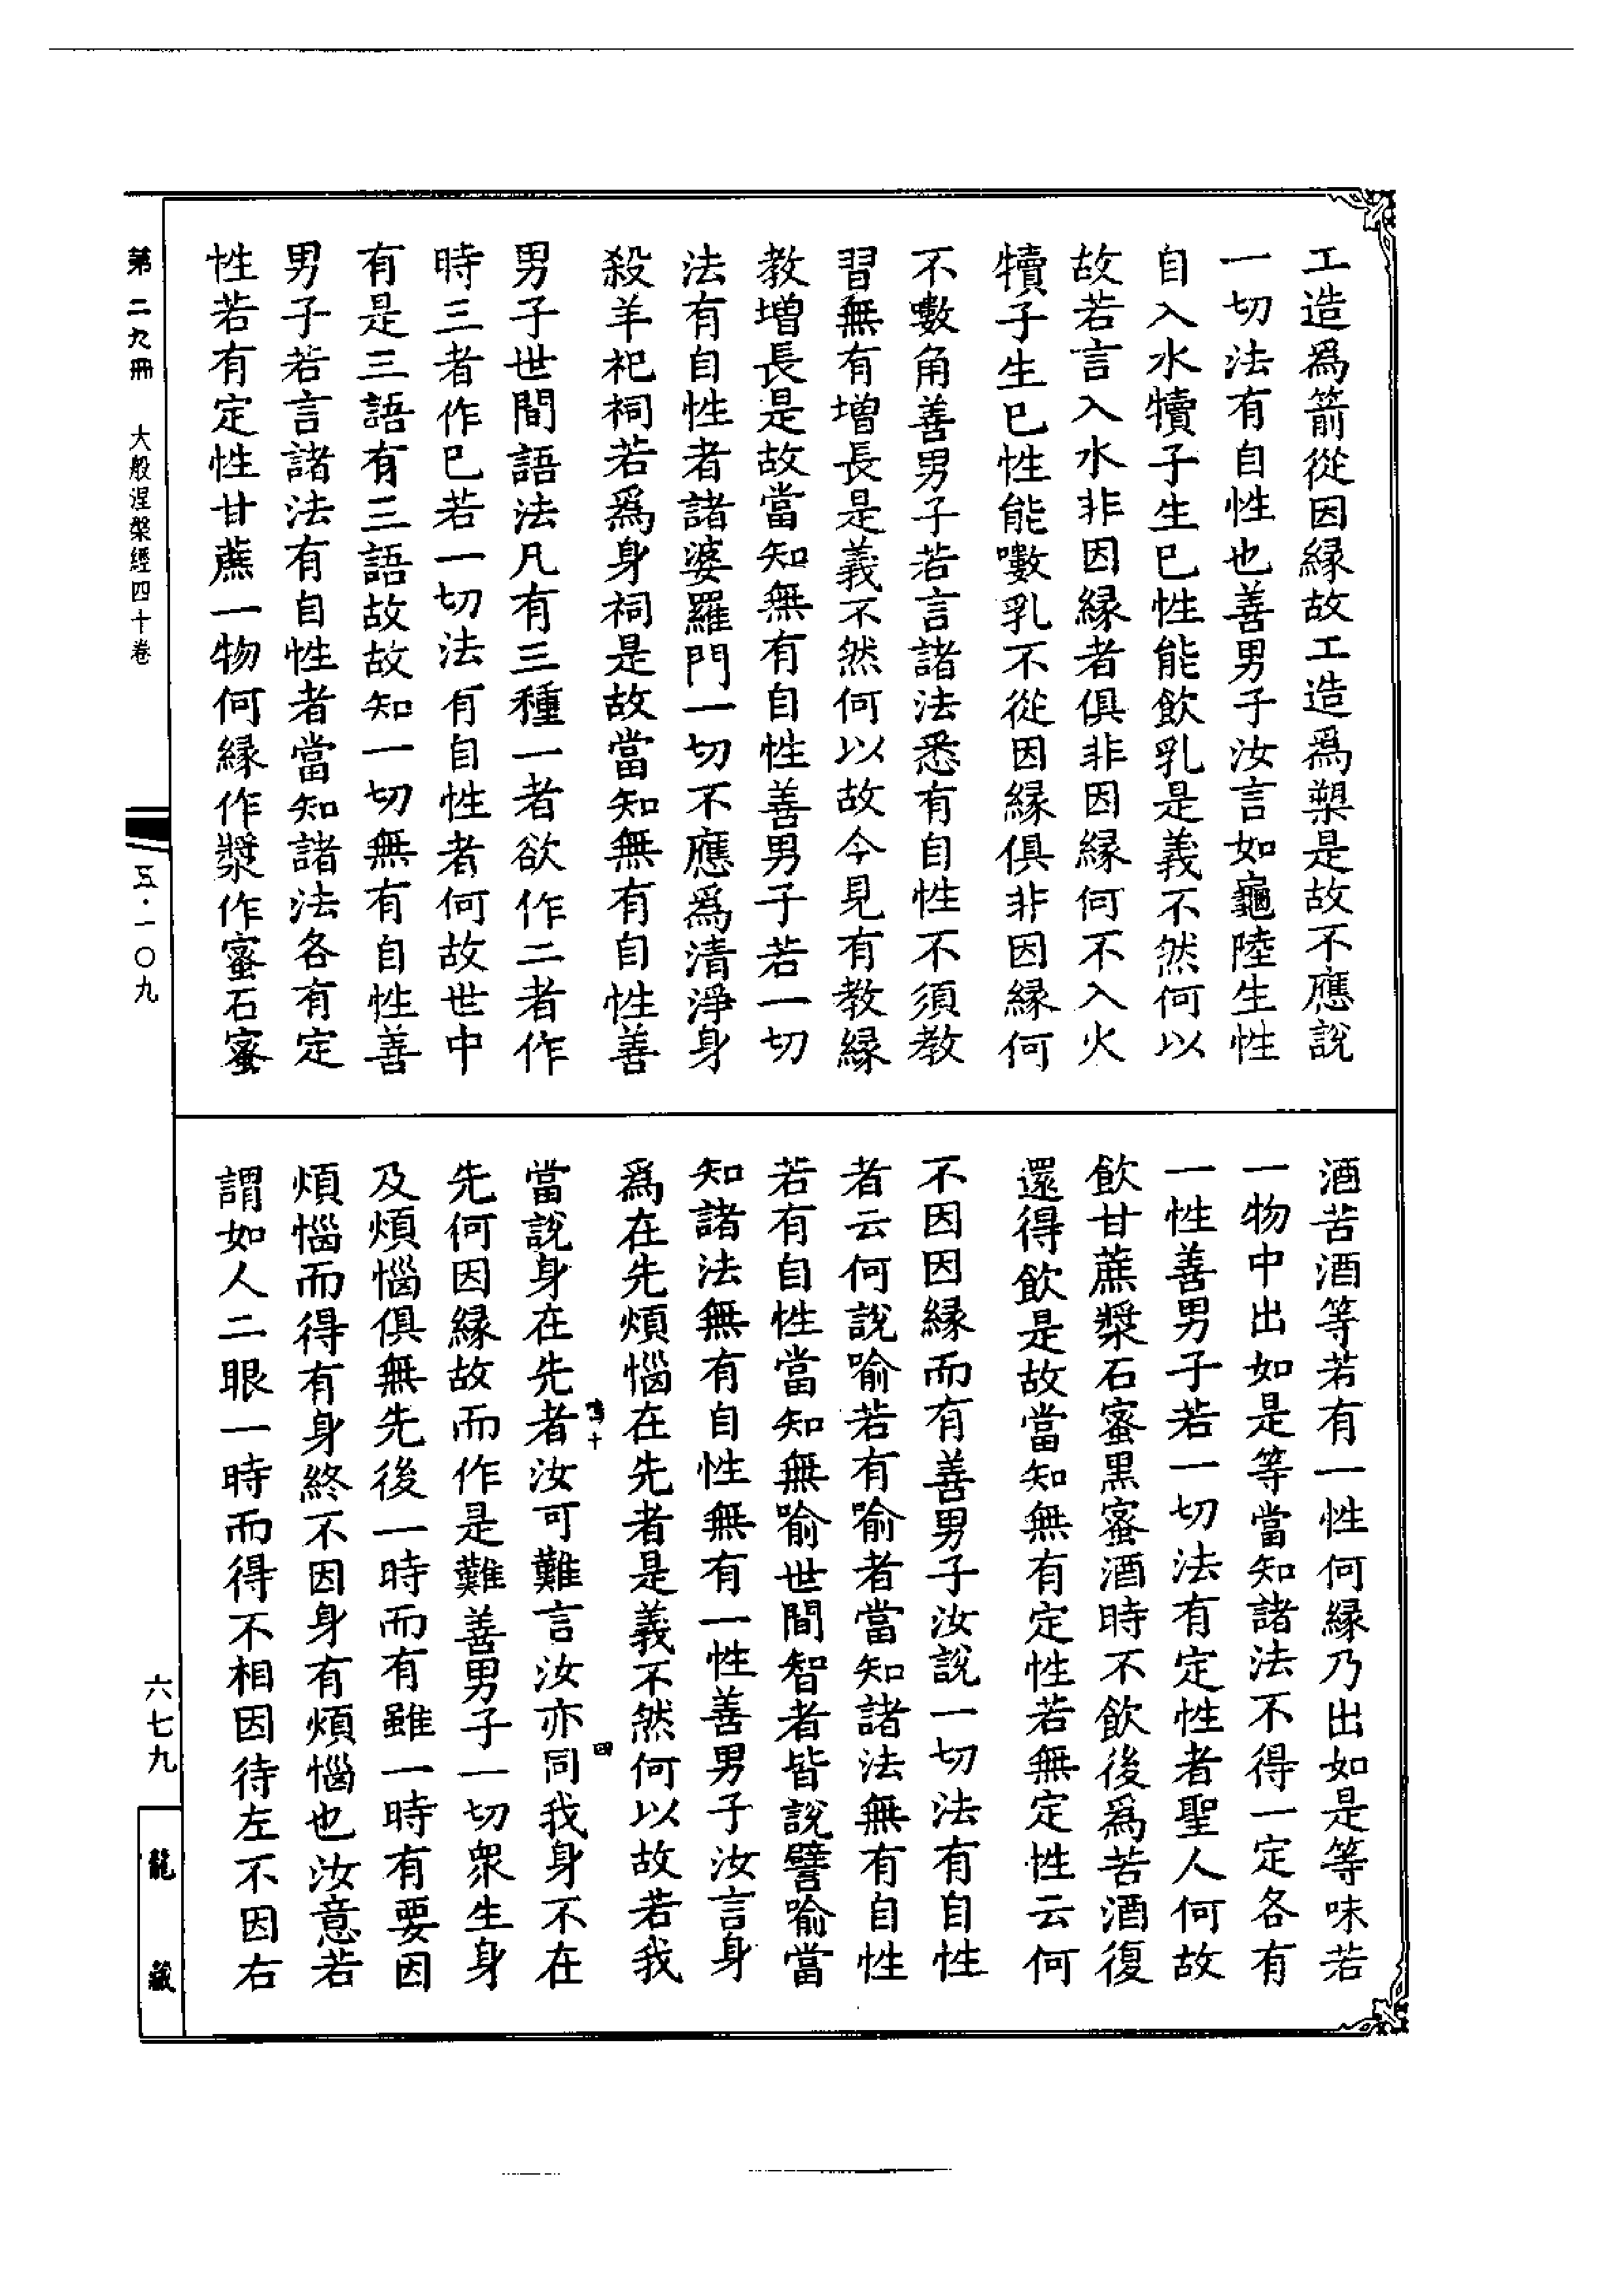 工造爲箭從因緣故工造爲槊是故不應說
一切法有自性也善男子汝言如龜陸生性
自入水犢子生已性能飲乳是義不然何以
故若言入水非因緣者俱非因緣何不入火
犢子生已性能㖩乳不從因緣俱非因緣何
不㖩角善男子若言諸法悉有自性不須教
習無有增長是義不然何以故今見有教緣
教增長是故當知無有自性善男子若一切
法有自性者諸婆羅門一切不應爲清淨身
殺羊祀祠若爲身祠是故當知無有自性善
男子世間語法凡有三種一者欲作二者作
時三者作已若一切法有自性者何故世中
有是三語有三語故故知一切無有自性善
男子若言諸法有自性者當知諸法各有定
性若有定性甘蔗一物何緣作漿作蜜石蜜
酒苦酒等若有一性何緣乃出如是等味若
一物中出如是等當知諸法不得一定各有
一性善男子若一切法有定性者聖人何故
飲甘蔗漿石蜜黑蜜酒時不飲後爲苦酒復
還得飲是故當知無有定性若無定性云何
不因因緣而有善男子汝說一切法有自性
者云何說喻若有喻者當知諸法無有自性
若有自性當知無喻世間智者皆說譬喻當
知諸法無有自性無有一性善男子汝言身
爲在先煩惱在先者是義不然何以故若我
當說身在先者汝可難言汝亦同我身不在
先何因緣故而作是難善男子一切衆生身
及煩惱俱無先後一時而有雖一時有要因
煩惱而得有身終不因身有煩惱也汝意若
謂如人二眼一時而得不相因待左不因右
第二九冊 大般涅槃經四十卷
五·一〇九
六七九
龍藏
十
四